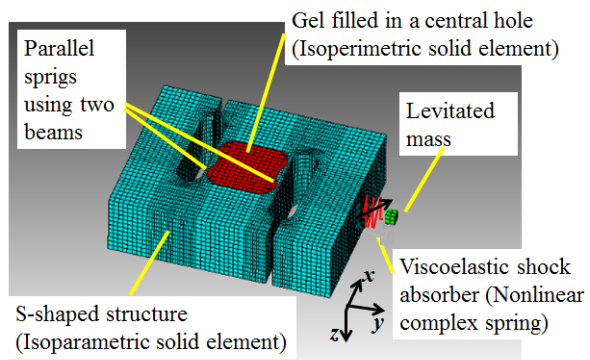 Gel filled in a central hole
(Isoperimetric solid element)
Parallel
sprigs
using two
beams
Levitated
mass
Viscoelastic shock
absorber (Nonlinear
complex spring)
x
y
z
S-shaped structure
(Isoparametric solid element)